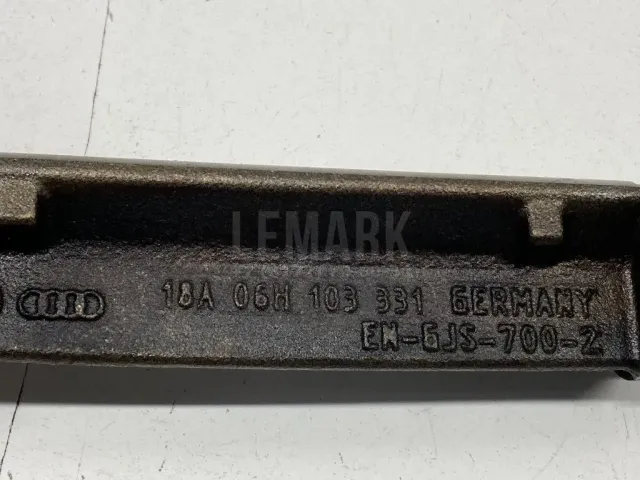 LEMARK
18A 06H 103 331 GERMANY
EN-GJS-700-2